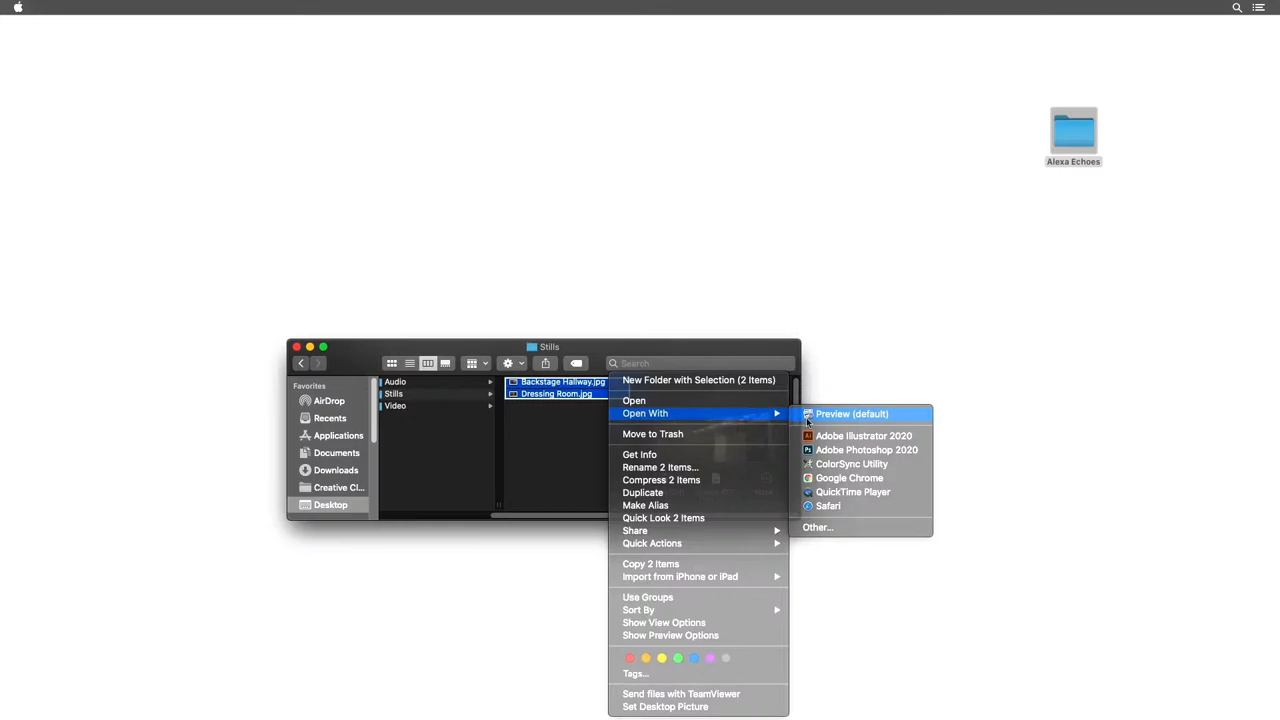 Alexa Echoes
Stills
Search
Favorites
AirDrop
Recents
Applications
Documents
Downloads
Creative Cl...
Desktop
Audio
Stills
Video
Backstage Hallway.jpg
Dressing Room.jpg
New Folder with Selection (2 Items)
Open
Open With
Move to Trash
Get Info
Rename 2 Items...
Compress 2 Items
Duplicate
Make Alias
Quick Look 2 Items
Share
Quick Actions
Copy 2 Items
Import from iPhone or iPad
Use Groups
Sort By
Show View Options
Show Preview Options
Tags...
Send files with TeamViewer
Set Desktop Picture
Preview (default)
Adobe Illustrator 2020
Adobe Photoshop 2020
ColorSync Utility
Google Chrome
QuickTime Player
Safari
Other...